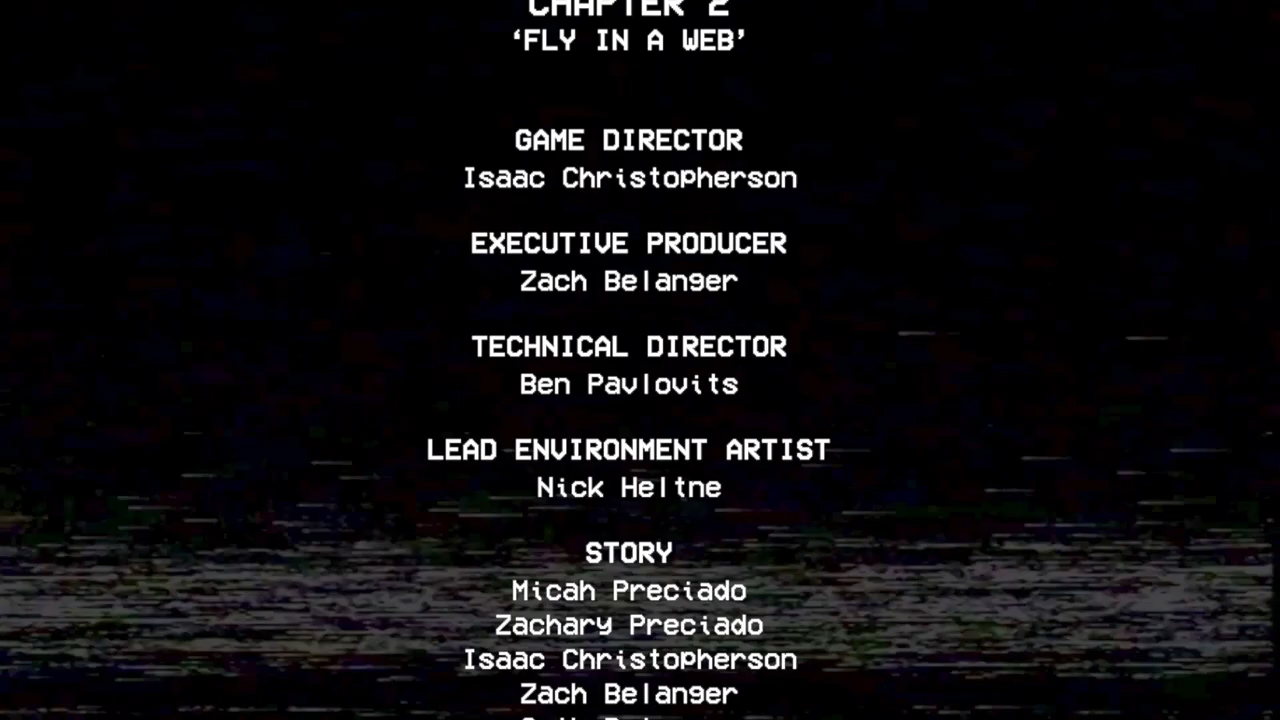 CHAPTER 2
‘FLY IN A WEB’
GAME DIRECTOR
Isaac Christopherson
EXECUTIVE PRODUCER
Zach Belanger
TECHNICAL DIRECTOR
Ben Pavlovits
LEAD ENVIRONMENT ARTIST
Nick Heltne
STORY
Micah Preciado
Zachary Preciado
Isaac Christopherson
Zach Belanger